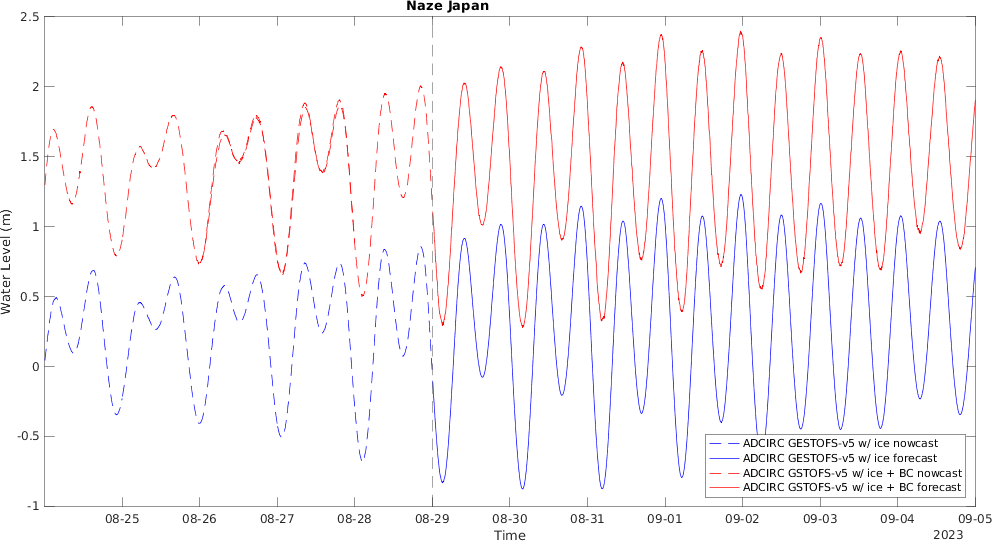 Naze Japan
2.5
2
1.5
1
0.5
0
-0.5
-1
Water Level (m)
ADCIRC GESTOFS-v5 w/ ice nowcast
ADCIRC GESTOFS-v5 w/ ice forecast
ADCIRC GSTOFS-v5 w/ ice + BC nowcast
ADCIRC GSTOFS-v5 w/ ice + BC forecast
08-25 08-26 08-27 08-28 08-29 08-30 08-31 09-01 09-02 09-03 09-04 09-05
Time
2023